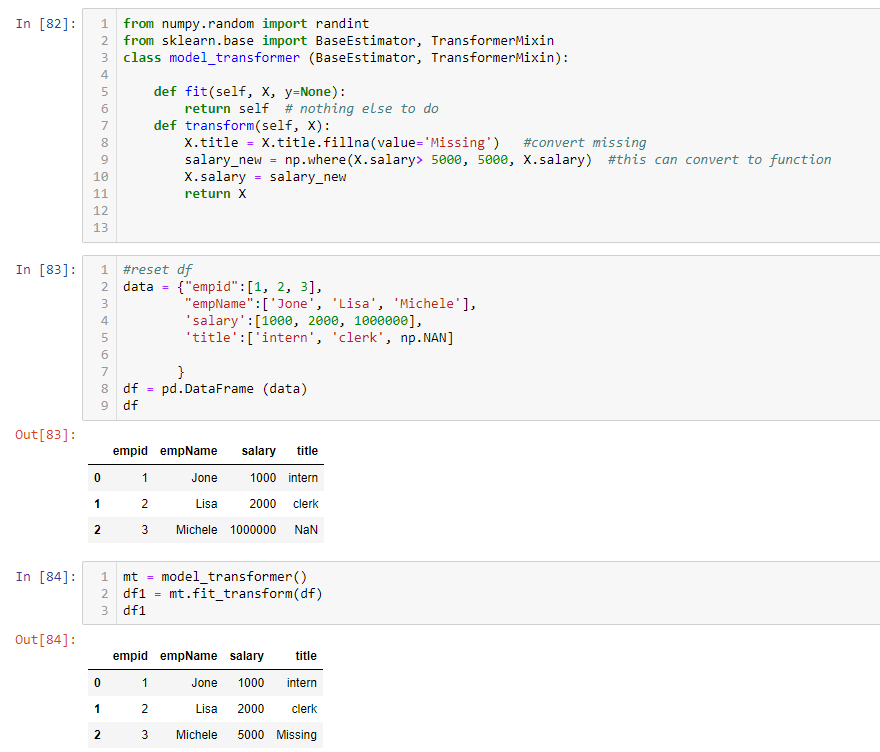 In [82]:
1 from numpy.random import randint
2 from sklearn.base import BaseEstimator, TransformerMixin
3 class model_transformer (BaseEstimator, TransformerMixin):
4
5     def fit(self, X, y=None):
6         return self  # nothing else to do
7     def transform(self, X):
8         X.title = X.title.fillna(value='Missing')   #convert missing
9         salary_new = np.where(X.salary> 5000, 5000, X.salary)  #this can convert to function
10         X.salary = salary_new
11         return X
12
13
In [83]:
1 #reset df
2 data = {"empid":[1, 2, 3],
3         "empName":['Jone', 'Lisa', 'Michele'],
4         'salary':[1000, 2000, 1000000],
5         'title':['intern', 'clerk', np.NAN]
6
7        }
8 df = pd.DataFrame (data)
9 df
Out[83]:
empid empName salary title
0 1 Jone 1000 intern
1 2 Lisa 2000 clerk
2 3 Michele 1000000 NaN
In [84]:
1 mt = model_transformer()
2 df1 = mt.fit_transform(df)
3 df1
Out[84]:
empid empName salary title
0 1 Jone 1000 intern
1 2 Lisa 2000 clerk
2 3 Michele 5000 Missing